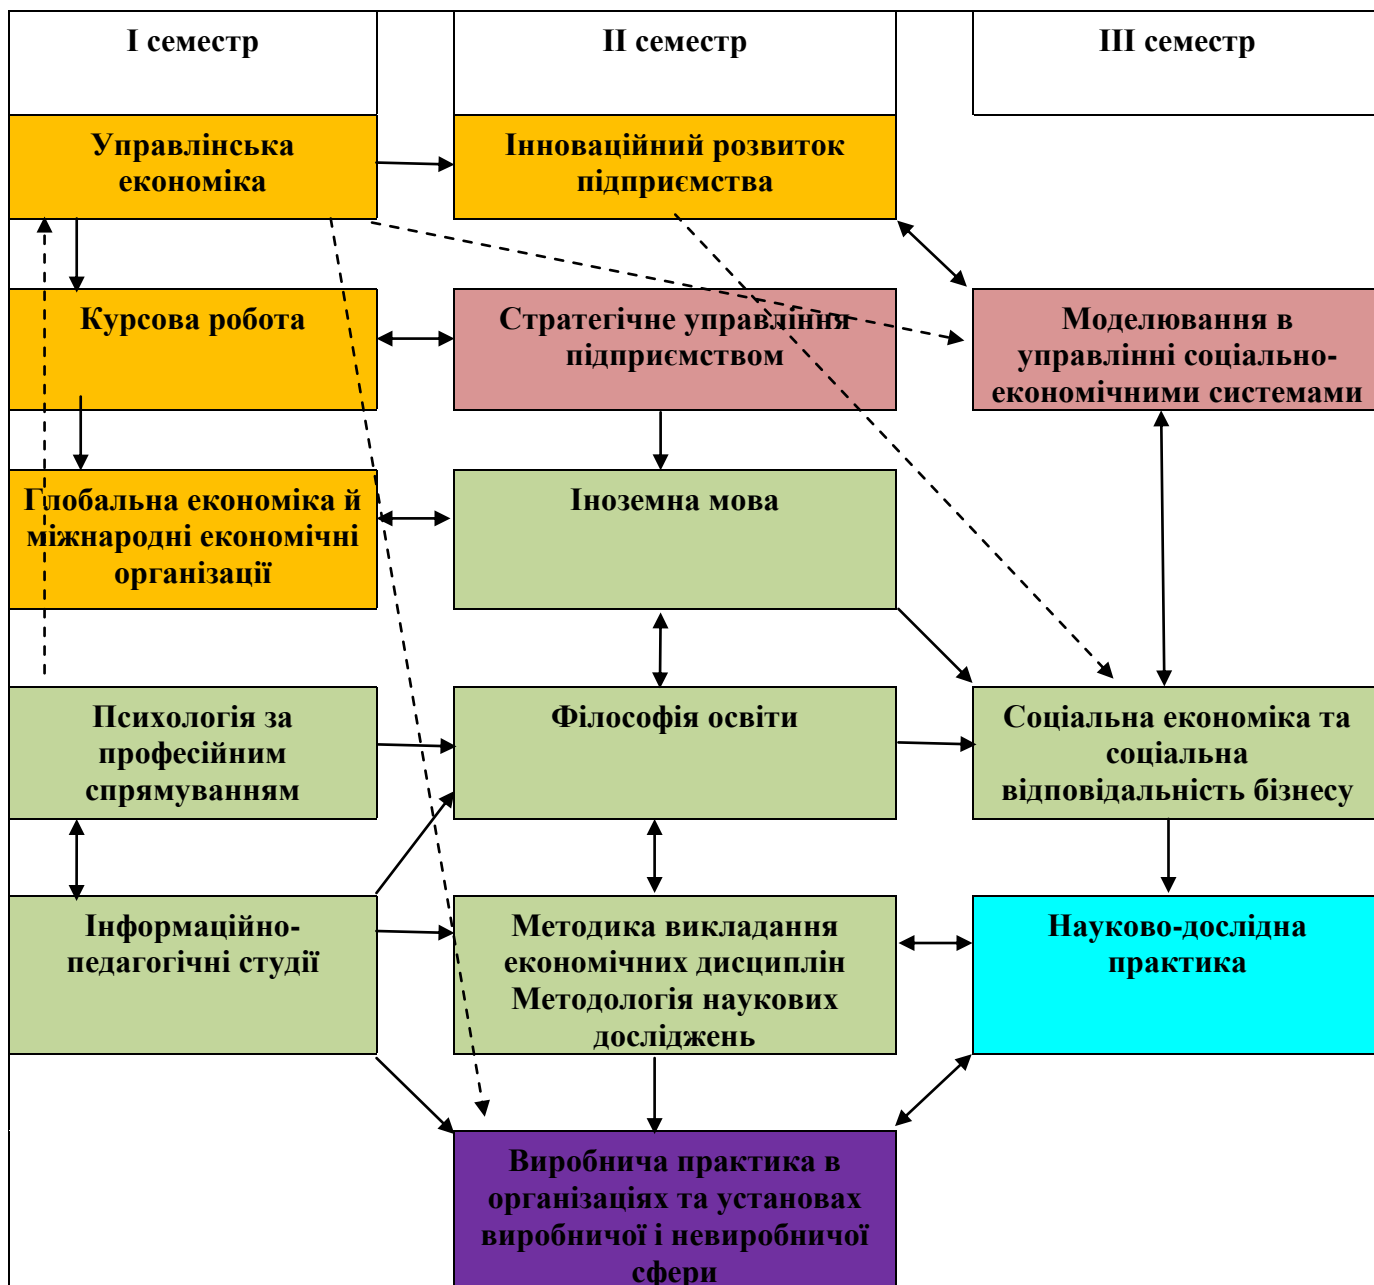 І семестр
ІІ семестр
ІІІ семестр
Управлінська
економіка
Інноваційний розвиток
підприємства
Курсова робота
Стратегічне управління
підприємством
Моделювання в
управлінні соціально-
економічними системами
Глобальна економіка й
міжнародні економічні
організації
Іноземна мова
Психологія за
професійним
спрямуванням
Філософія освіти
Соціальна економіка та
соціальна
відповідальність бізнесу
Інформаційно-
педагогічні студії
Методика викладання
економічних дисциплін
Методологія наукових
досліджень
Науково-дослідна
практика
Виробнича практика в
організаціях та установах
виробничої і невиробничої
сфери